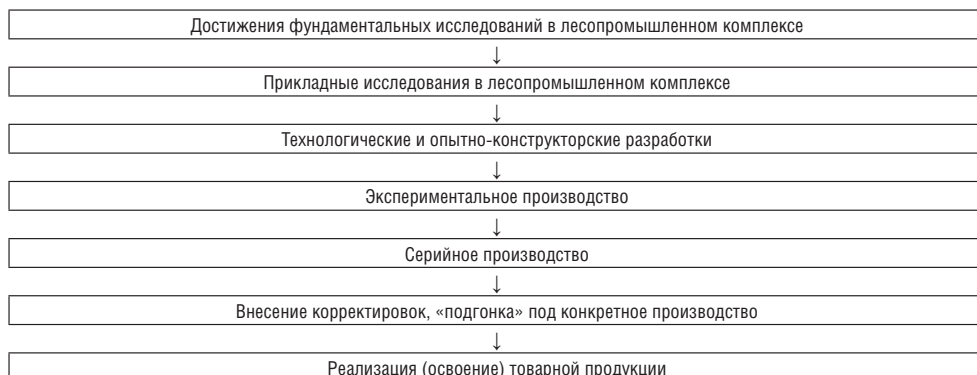 Достижения фундаментальных исследований в лесопромышленном комплексе
↓
Прикладные исследования в лесопромышленном комплексе
↓
Технологические и опытно-конструкторские разработки
↓
Экспериментальное производство
↓
Серийное производство
↓
Внесение корректировок, «подгонка» под конкретное производство
↓
Реализация (освоение) товарной продукции